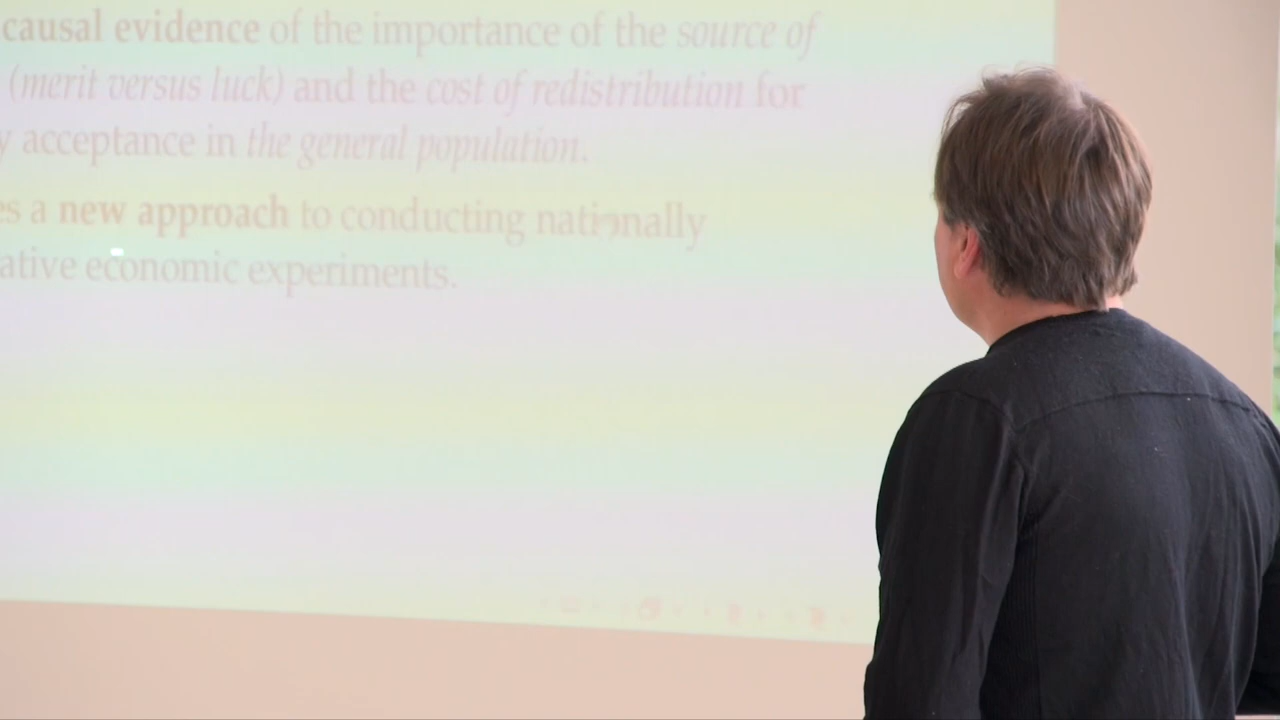 causal evidence of the importance of the source of
(merit versus luck) and the cost of redistribution for
y acceptance in the general population.
es a new approach to conducting nationally
ative economic experiments.